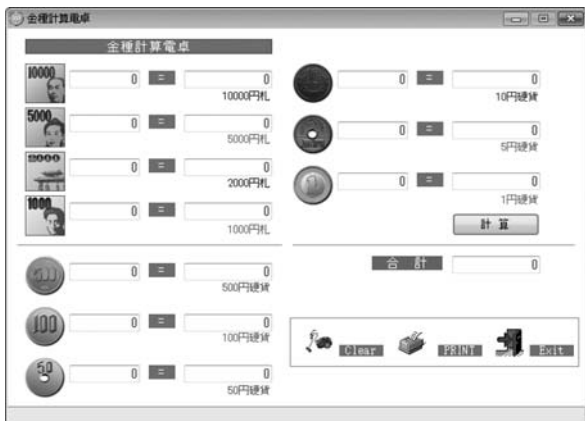 金種計算電卓
金種計算電卓
10000
0 = 0
10000円札
5000
0 = 0
5000円札
2000
0 = 0
2000円札
1000
0 = 0
1000円札
500
0 = 0
500円硬貨
100
0 = 0
100円硬貨
50
0 = 0
50円硬貨
0 = 0
10円硬貨
0 = 0
5円硬貨
1
0 = 0
1円硬貨
計 算
合 計 0
Clear PRINT Exit